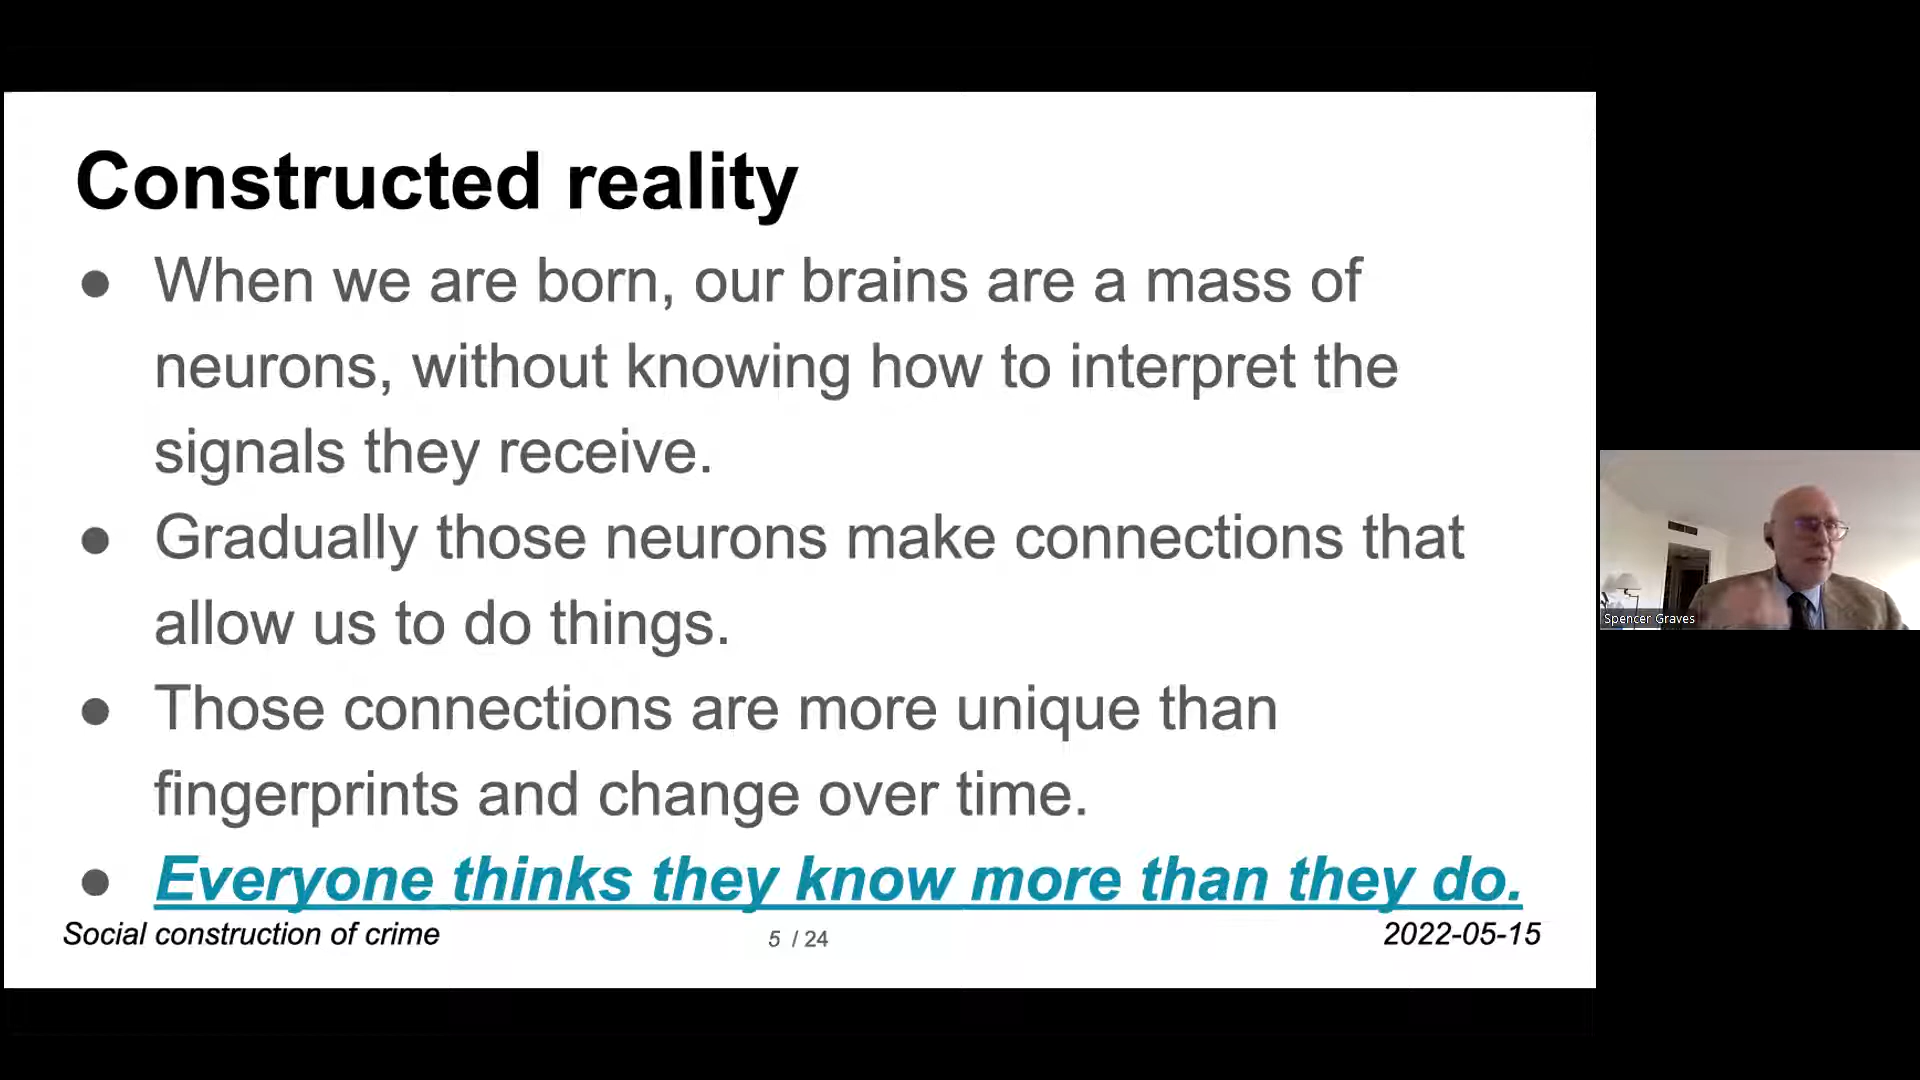 Constructed reality
● When we are born, our brains are a mass of
neurons, without knowing how to interpret the
signals they receive.
● Gradually those neurons make connections that
allow us to do things.
● Those connections are more unique than
fingerprints and change over time.
● Everyone thinks they know more than they do.
Social construction of crime
5 / 24
2022-05-15
Spencer Graves